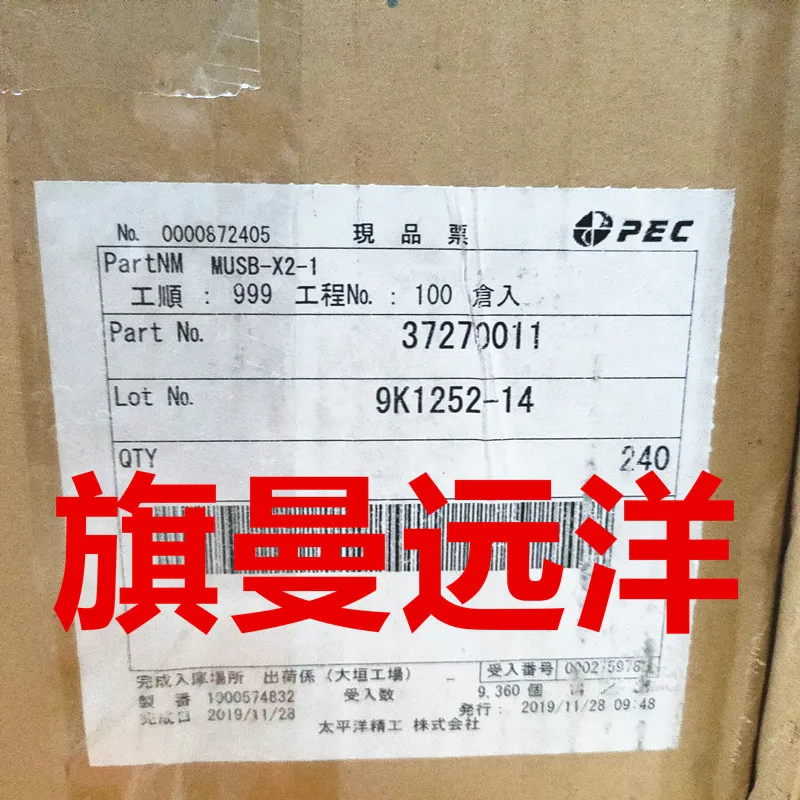 No. 0000872405 現品票 PEC
PartNM MUSB-X2-1
工順 : 999 工程No. : 100 倉入
Part No. 37270011
Lot No. 9K1252-14
QTY 240
旗曼远洋
完成入庫場所 出荷係(大垣工場)
受入番号
製番 1000574832 受入数 9,360個
完成日 2019/11/28 発行: 2019/11/28 09:48
太平洋精工 株式会社